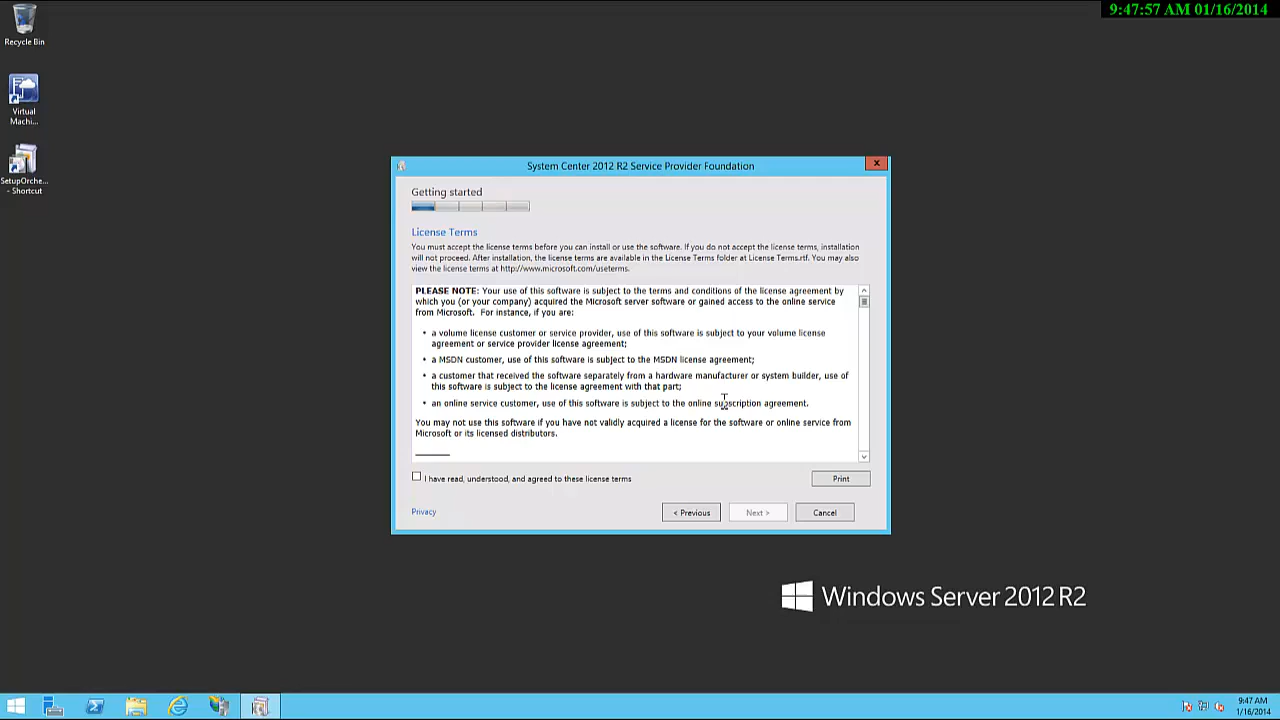 9:47:57 AM 01/16/2014
Recycle Bin
Virtual
Machi...
SetupOrche...
- Shortcut
System Center 2012 R2 Service Provider Foundation
x
Getting started
License Terms
You must accept the license terms before you can install or use the software. If you do not accept the license terms, installation
will not proceed. After installation, the license terms are available in the License Terms folder at License Terms.rtf. You may also
view the license terms at http://www.microsoft.com/useterms.
PLEASE NOTE: Your use of this software is subject to the terms and conditions of the license agreement by
which you (or your company) acquired the Microsoft server software or gained access to the online service
from Microsoft. For instance, if you are:
• a volume license customer or service provider, use of this software is subject to your volume license
agreement or service provider license agreement;
• a MSDN customer, use of this software is subject to the MSDN license agreement;
• a customer that received the software separately from a hardware manufacturer or system builder, use of
this software is subject to the license agreement with that part;
• an online service customer, use of this software is subject to the online subscription agreement.
You may not use this software if you have not validly acquired a license for the software or online service from
Microsoft or its licensed distributors.
I have read, understood, and agreed to these license terms
Print
Privacy
< Previous
Next >
Cancel
Windows Server 2012 R2
9:47 AM
1/16/2014